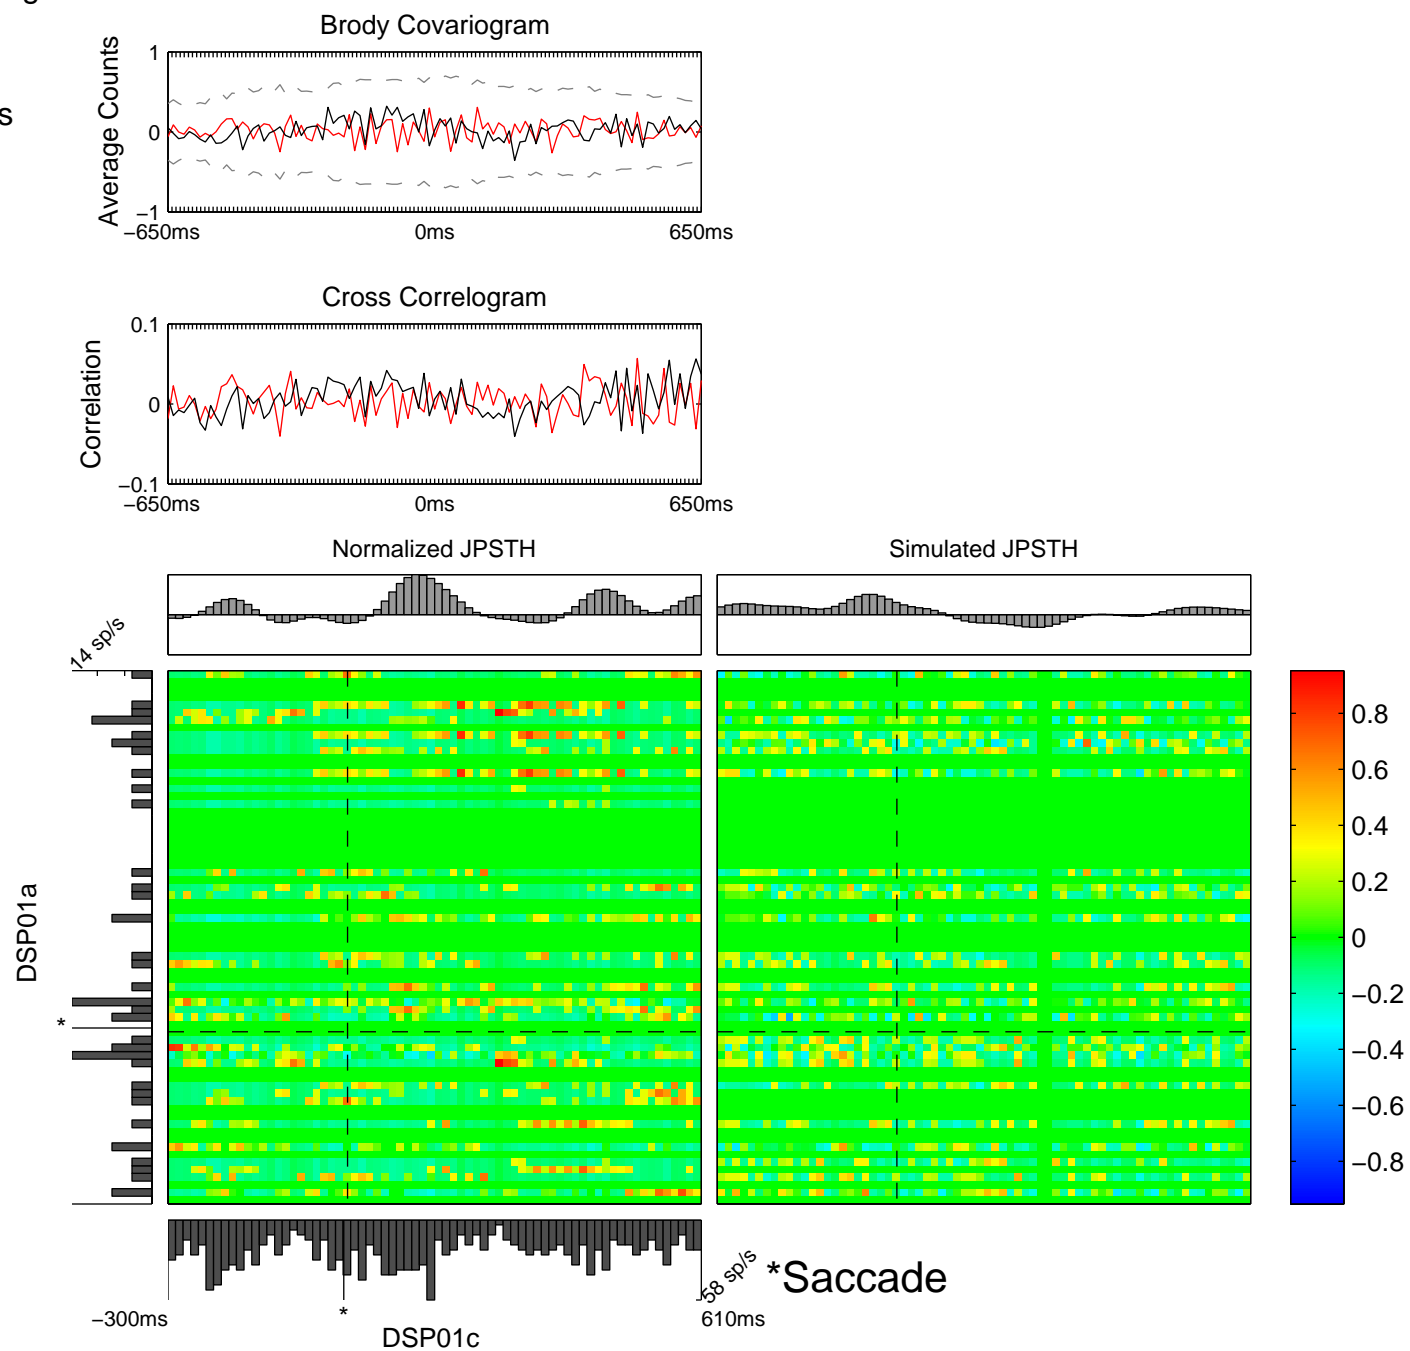 g
s
Brody Covariogram
Average Counts
1
0
−1
−650ms
0ms
650ms
Cross Correlogram
Correlation
0.1
0
−0.1
−650ms
0ms
650ms
Normalized JPSTH
Simulated JPSTH
14 sp/s
DSP01a
*
0.8
0.6
0.4
0.2
0
−0.2
−0.4
−0.6
−0.8
58 sp/s
*Saccade
−300ms
*
610ms
DSP01c